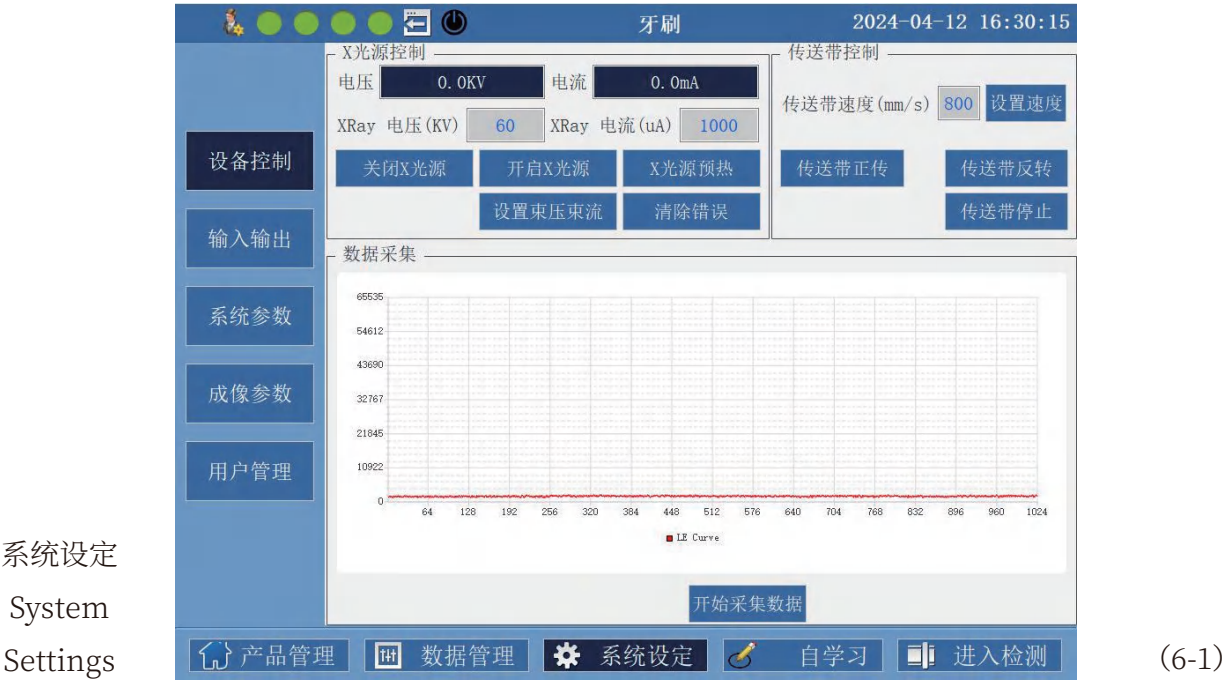 牙刷 2024-04-12 16:30:15
X光源控制
电压 0.0KV 电流 0.0mA
XRay 电压(KV) 60 XRay 电流(uA) 1000
关闭X光源 开启X光源 X光源预热
设置束压束流 清除错误
传送带控制
传送带速度(mm/s) 800 设置速度
传送带正传 传送带反转
传送带停止
设备控制
输入输出
系统参数
成像参数
用户管理
数据采集
65535
54612
43690
32767
21845
10922
0
64 128 192 256 320 384 448 512 576 640 704 768 832 896 960 1024
LE Curve
开始采集数据
产品管理 数据管理 系统设定 自学习 进入检测
系统设定
System
Settings
(6-1)